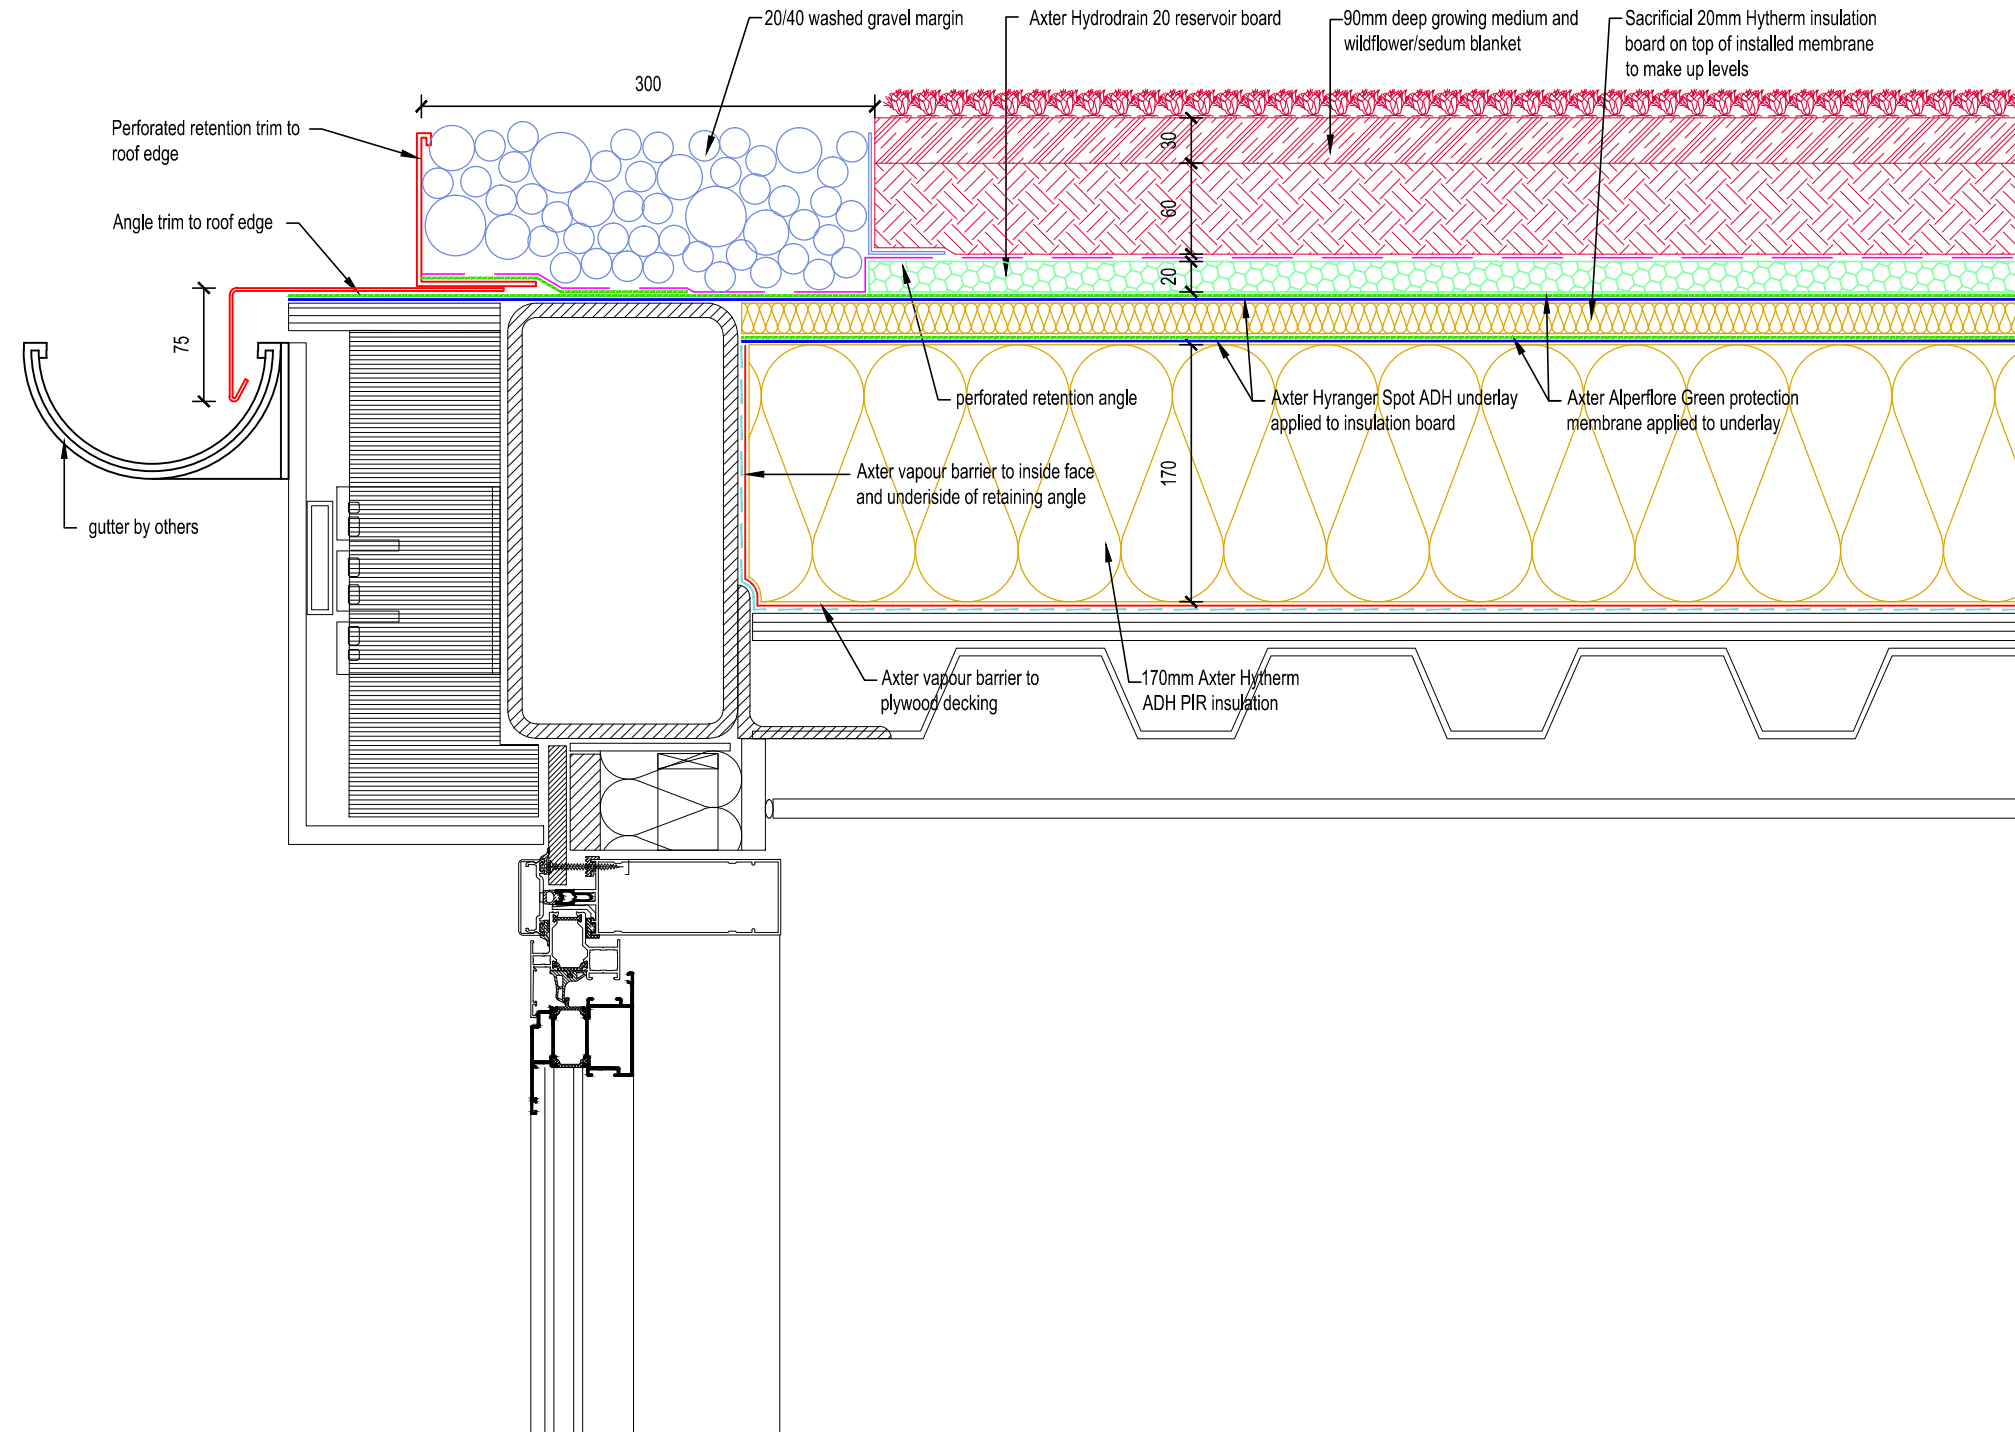 20/40 washed gravel margin
Axter Hydrodrain 20 reservoir board
90mm deep growing medium and
wildflower/sedum blanket
Sacrificial 20mm Hytherm insulation
board on top of installed membrane
to make up levels
300
Perforated retention trim to
roof edge
30
Angle trim to roof edge
60
20
75
perforated retention angle
Axter Hyranger Spot ADH underlay
applied to insulation board
Axter Alperflore Green protection
membrane applied to underlay
Axter vapour barrier to inside face
and underiside of retaining angle
170
gutter by others
Axter vapour barrier to
plywood decking
170mm Axter Hytherm
ADH PIR insulation